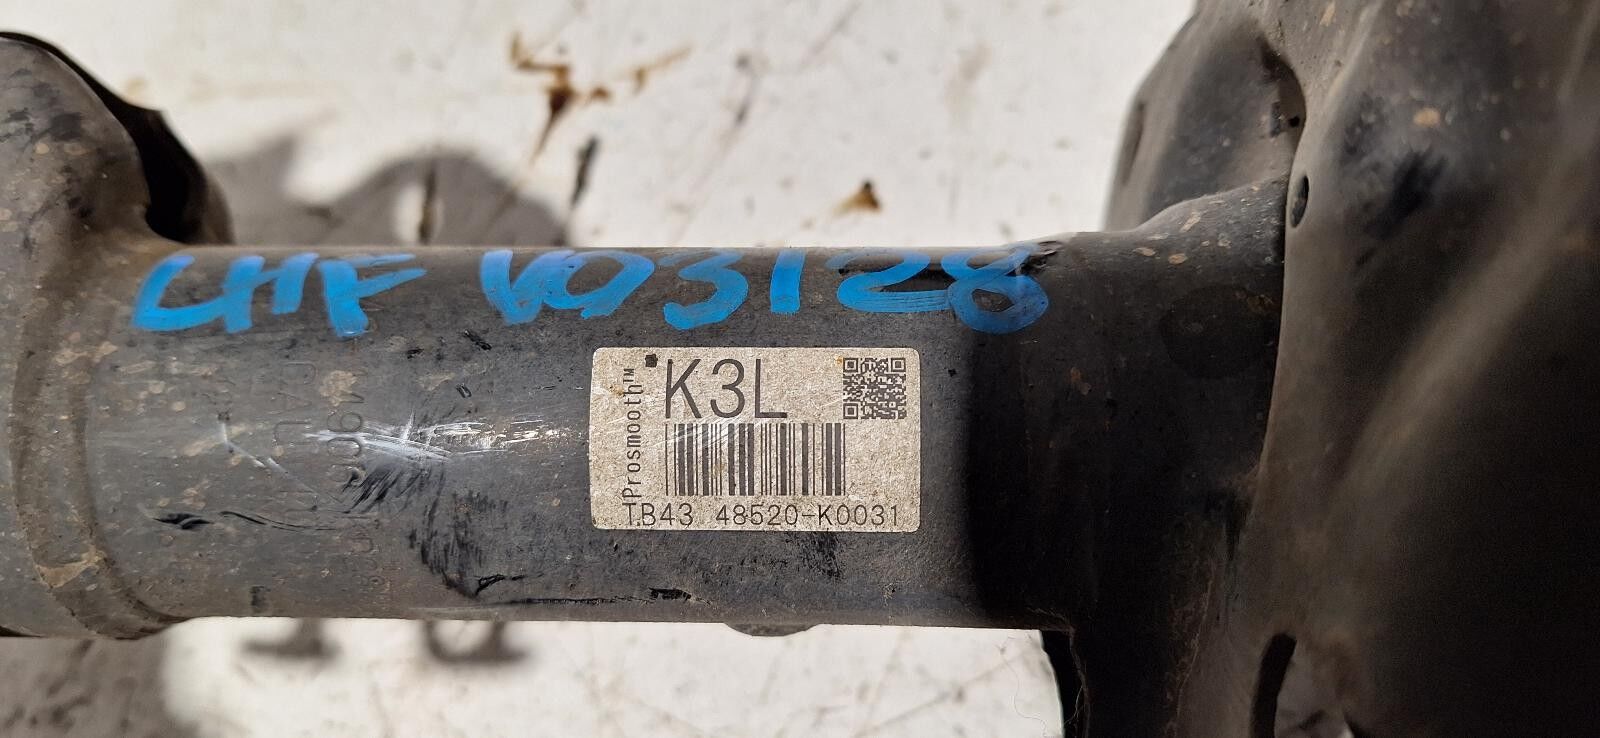 LHF V03128
K3L
Prosmooth™
TB43 48520-K0031